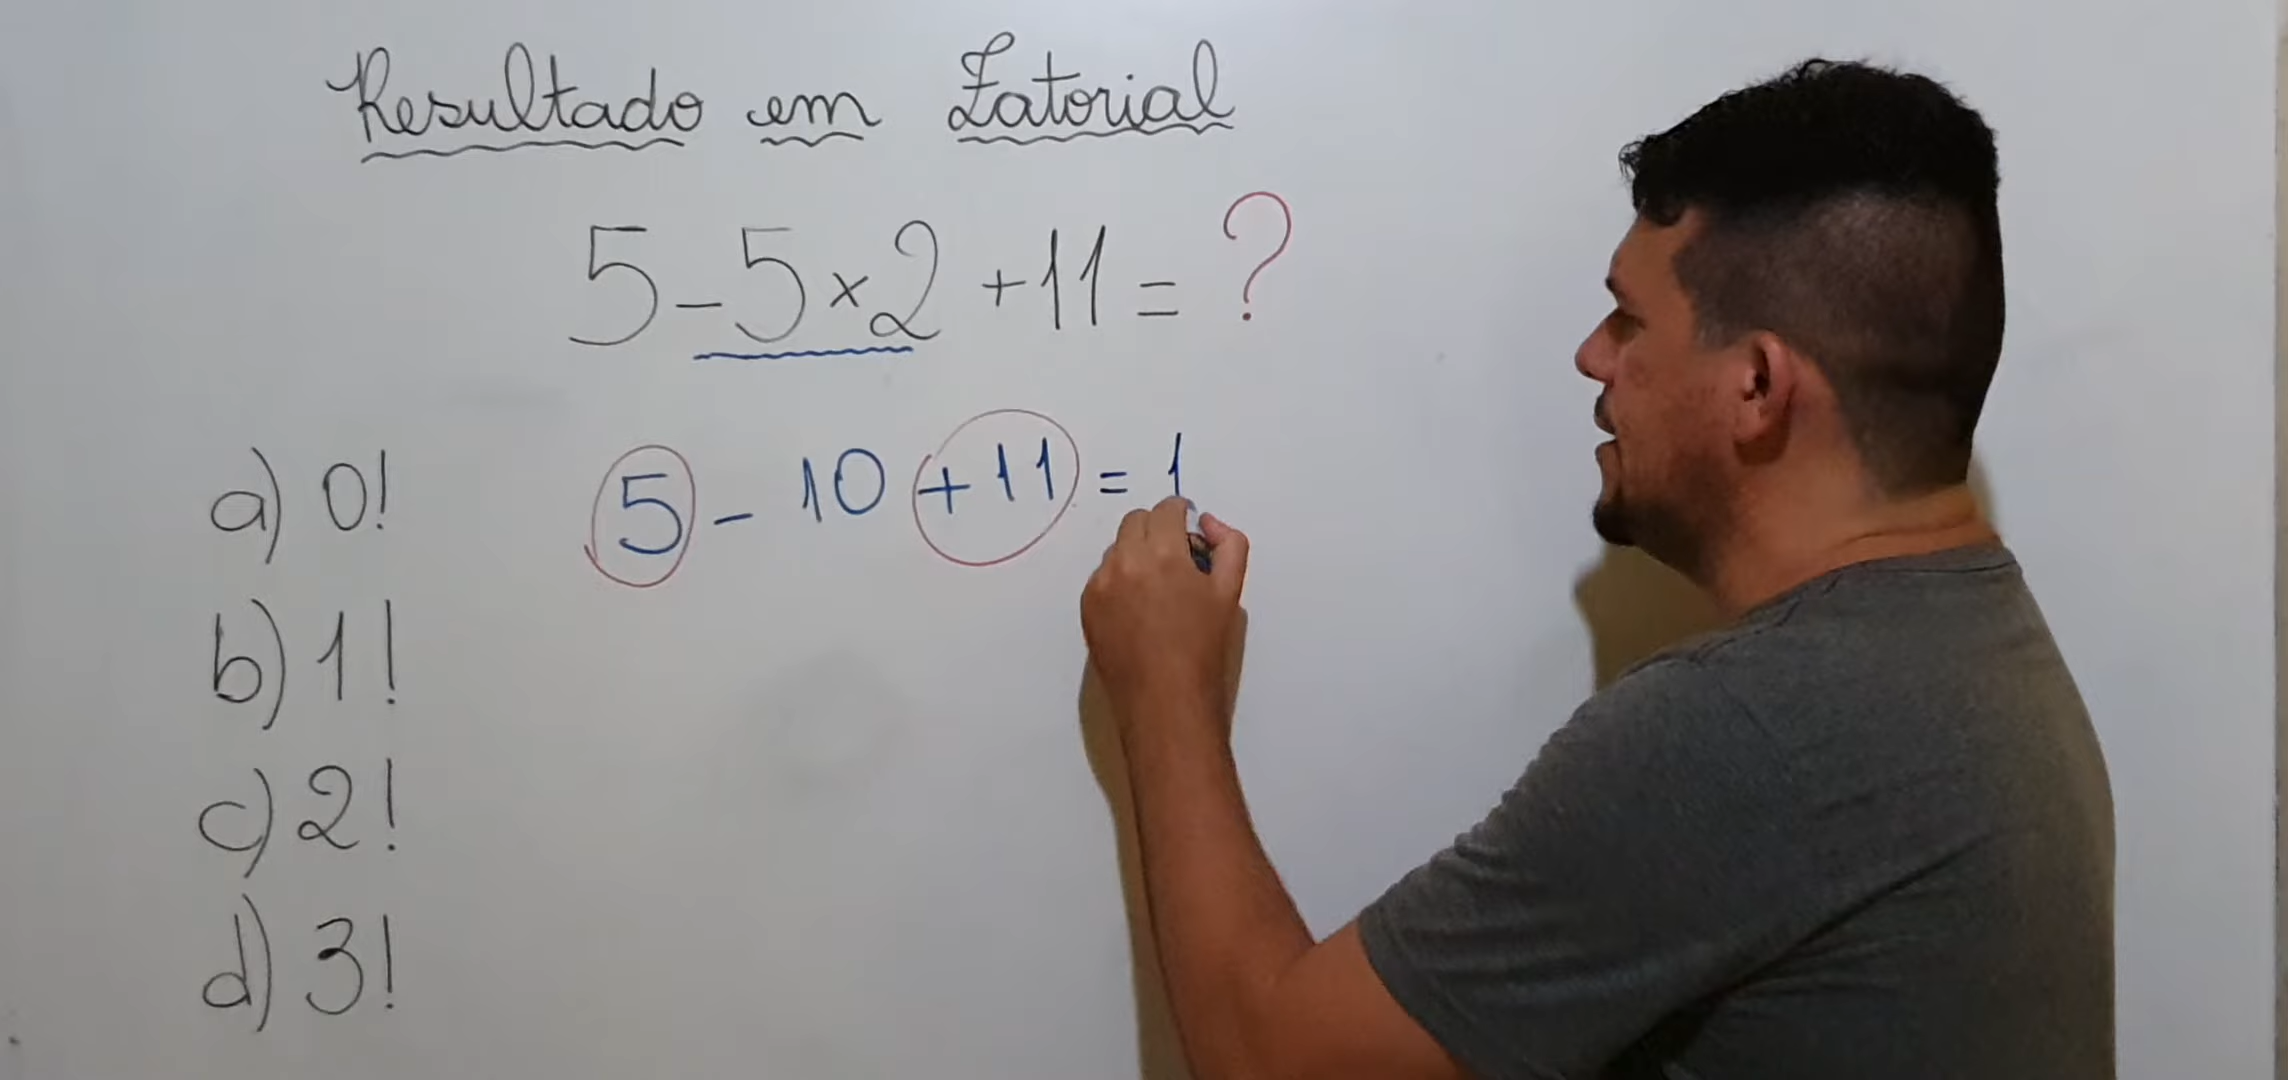 Resultado em Fatorial
5 - 5 × 2 + 11 = ?
5 - 10 + 11 = 1
a) 0!
b) 1!
c) 2!
d) 3!